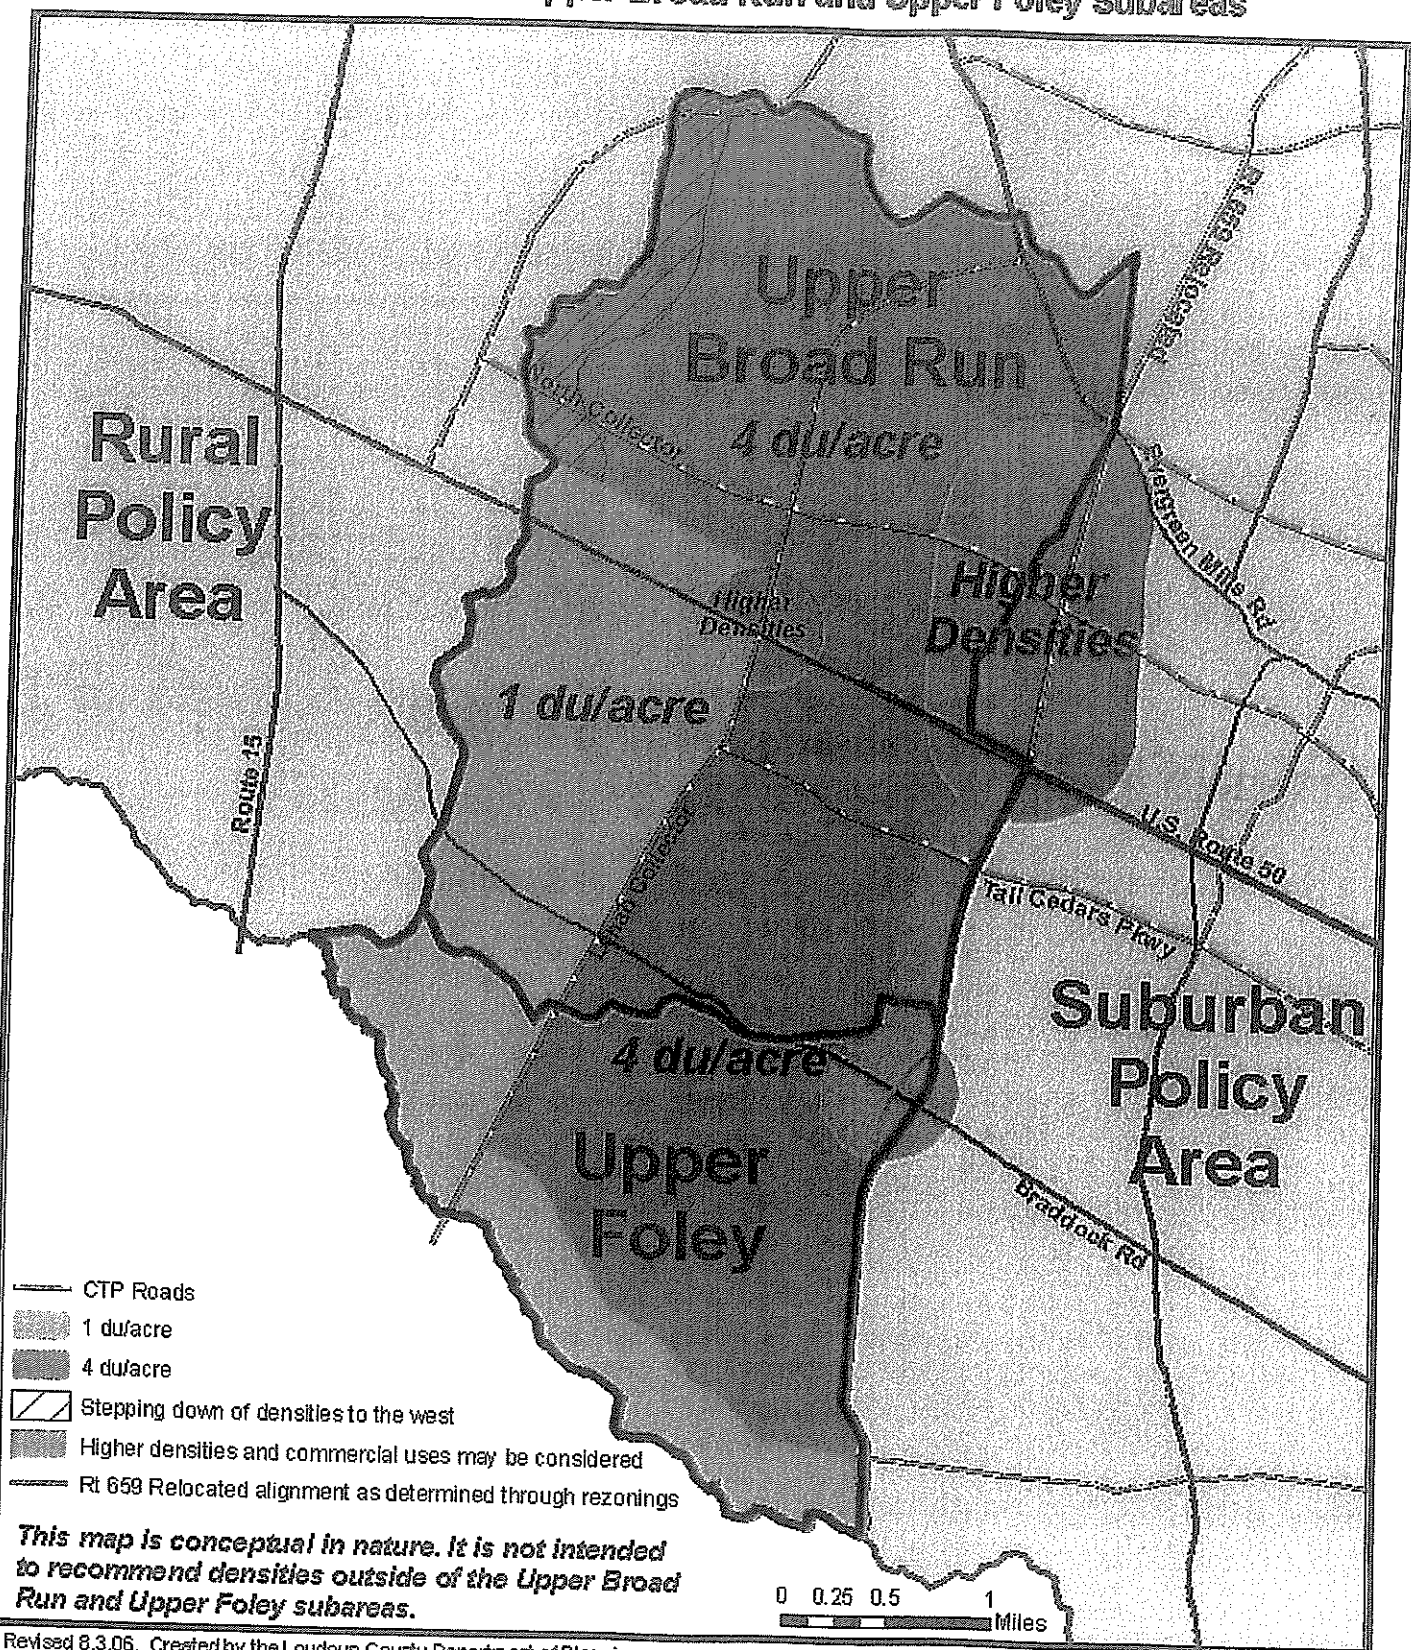 Upper Broad Run and Upper Foley Subareas
Rt 659 Relocated
Upper
Broad Run
4 du/acre
North Collector
Rural
Policy
Area
Evergreen Mills Rd
Higher
Densities
Higher
Densities
1 du/acre
Route 15
U.S. Route 50
Tall Cedars Pkwy
Collector
Suburban
Policy
Area
4 du/acre
Upper
Foley
Braddock Rd
CTP Roads
1 du/acre
4 du/acre
Stepping down of densities to the west
Higher densities and commercial uses may be considered
Rt 659 Relocated alignment as determined through rezonings
This map is conceptual in nature. It is not intended
to recommend densities outside of the Upper Broad
Run and Upper Foley subareas.
0 0.25 0.5 1
Miles
Revised 8.3.06. Created by the Loudoun County Department of